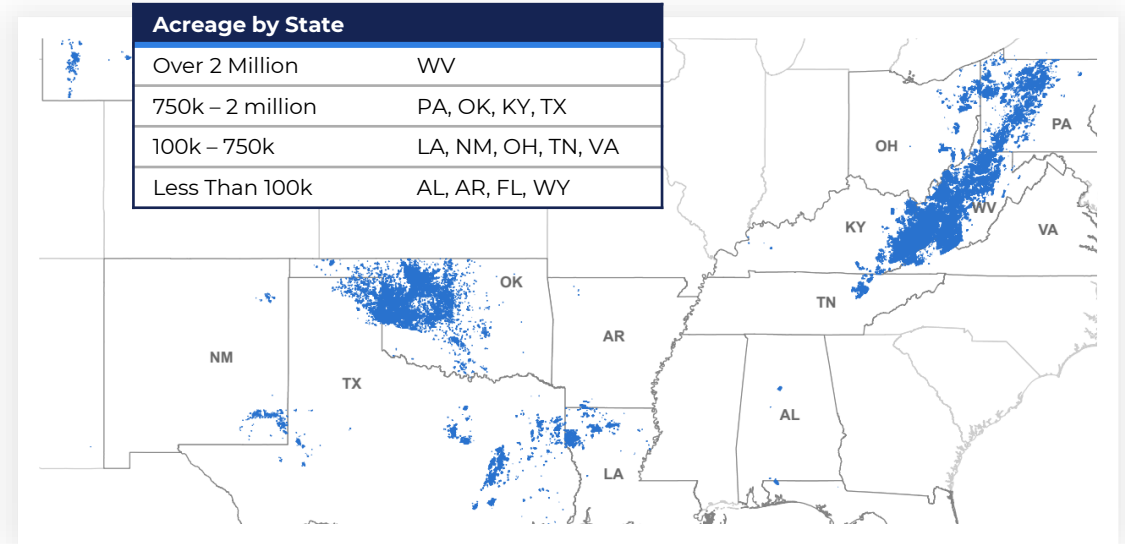 Acreage by State
Over 2 Million WV
750k – 2 million PA, OK, KY, TX
100k – 750k LA, NM, OH, TN, VA
Less Than 100k AL, AR, FL, WY
PA
OH
WV
KY
VA
OK
TN
AR
NM
TX
AL
LA